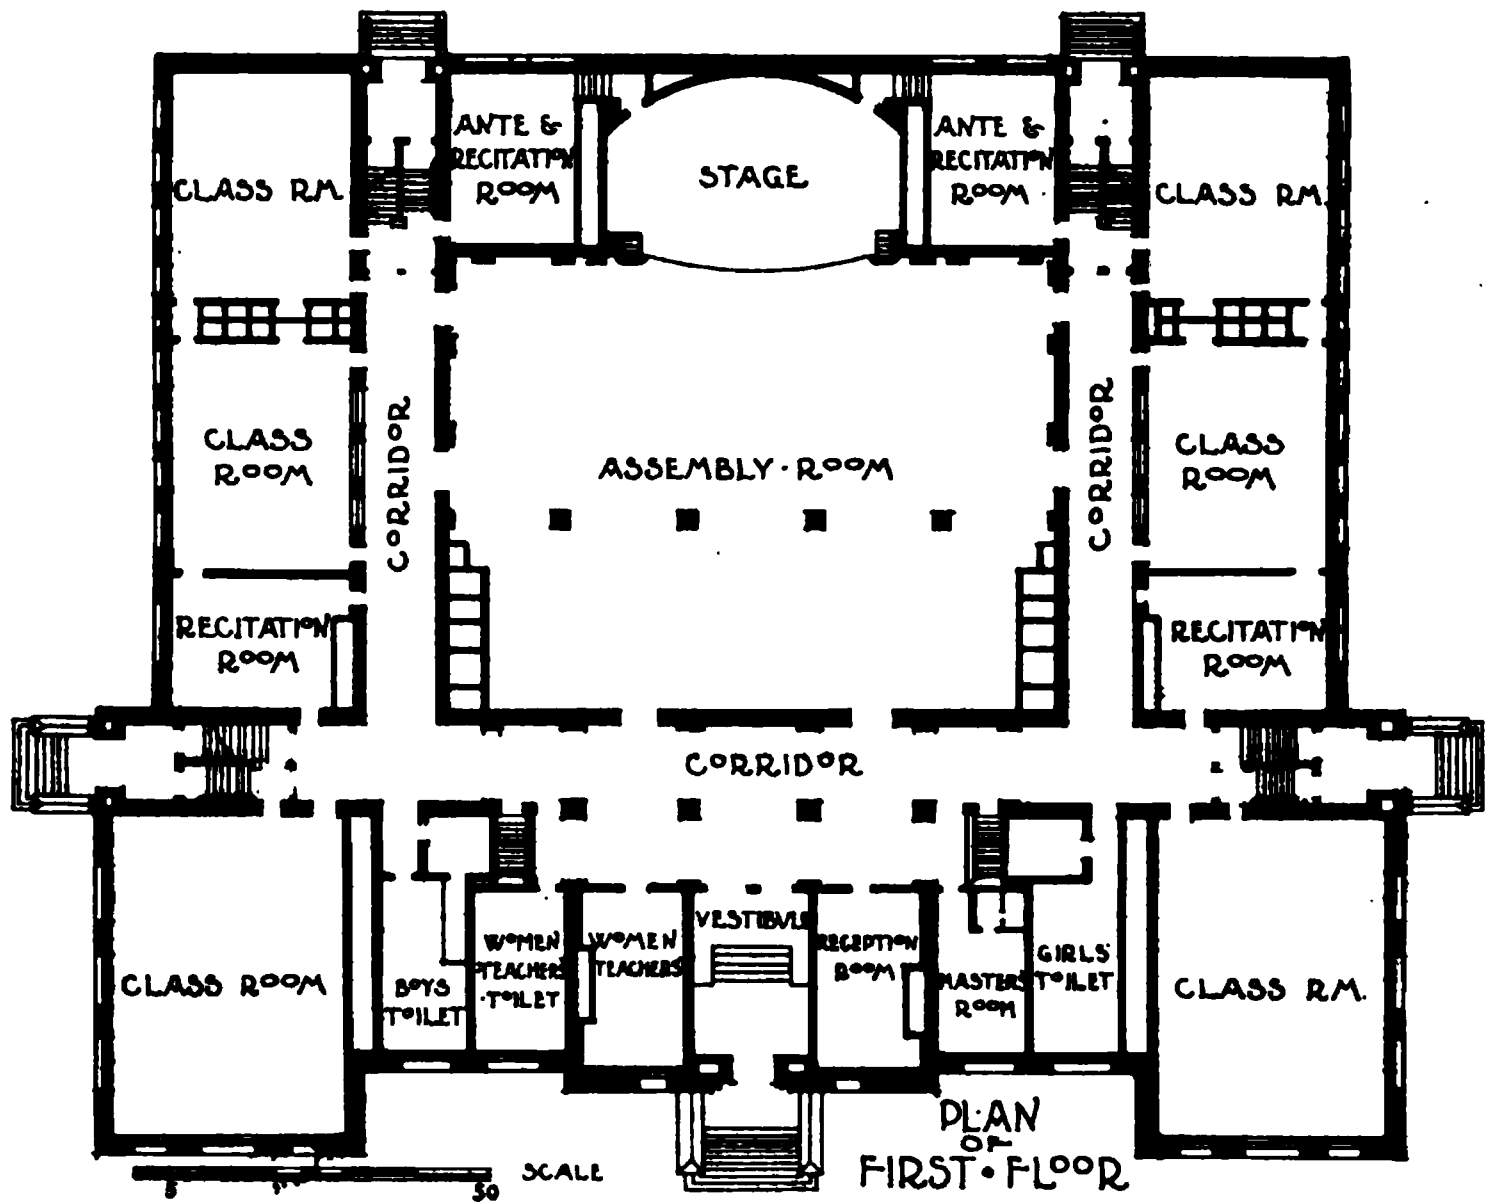 ANTE &
RECITATION
ROOM
STAGE
ANTE &
RECITATION
ROOM
CLASS RM.
CLASS RM.
CLASS
ROOM
CORRIDOR
ASSEMBLY · ROOM
CORRIDOR
CLASS
ROOM
RECITATION
ROOM
RECITATION
ROOM
CORRIDOR
CLASS ROOM
BOYS
TOILET
WOMEN
TEACHERS'
TOILET
WOMEN
TEACHERS'
VESTIBULE
RECEPTION
ROOM
MASTERS'
ROOM
GIRLS'
TOILET
CLASS RM.
PLAN
OF
FIRST · FLOOR
SCALE
5
50